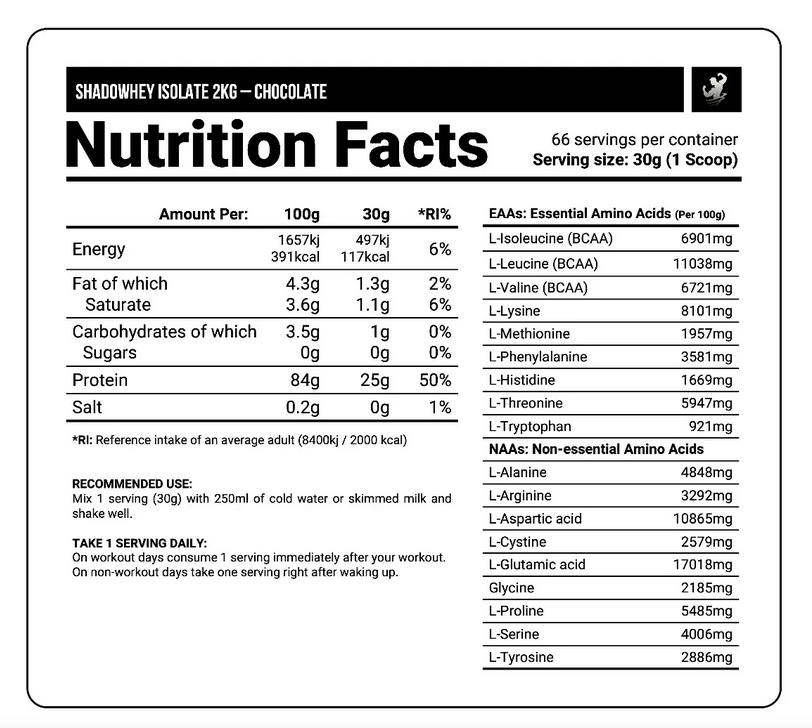 SHADOWHEY ISOLATE 2KG – CHOCOLATE
Nutrition Facts
66 servings per container
Serving size: 30g (1 Scoop)
Amount Per: 100g 30g *RI%
Energy 1657kj 391kcal 497kj 117kcal 6%
Fat of which 4.3g 1.3g 2%
Saturate 3.6g 1.1g 6%
Carbohydrates of which 3.5g 1g 0%
Sugars 0g 0g 0%
Protein 84g 25g 50%
Salt 0.2g 0g 1%
*RI: Reference intake of an average adult (8400kj / 2000 kcal)
RECOMMENDED USE:
Mix 1 serving (30g) with 250ml of cold water or skimmed milk and
shake well.
TAKE 1 SERVING DAILY:
On workout days consume 1 serving immediately after your workout.
On non-workout days take one serving right after waking up.
EAAs: Essential Amino Acids (Per 100g)
L-Isoleucine (BCAA) 6901mg
L-Leucine (BCAA) 11038mg
L-Valine (BCAA) 6721mg
L-Lysine 8101mg
L-Methionine 1957mg
L-Phenylalanine 3581mg
L-Histidine 1669mg
L-Threonine 5947mg
L-Tryptophan 921mg
NAAs: Non-essential Amino Acids
L-Alanine 4848mg
L-Arginine 3292mg
L-Aspartic acid 10865mg
L-Cystine 2579mg
L-Glutamic acid 17018mg
Glycine 2185mg
L-Proline 5485mg
L-Serine 4006mg
L-Tyrosine 2886mg